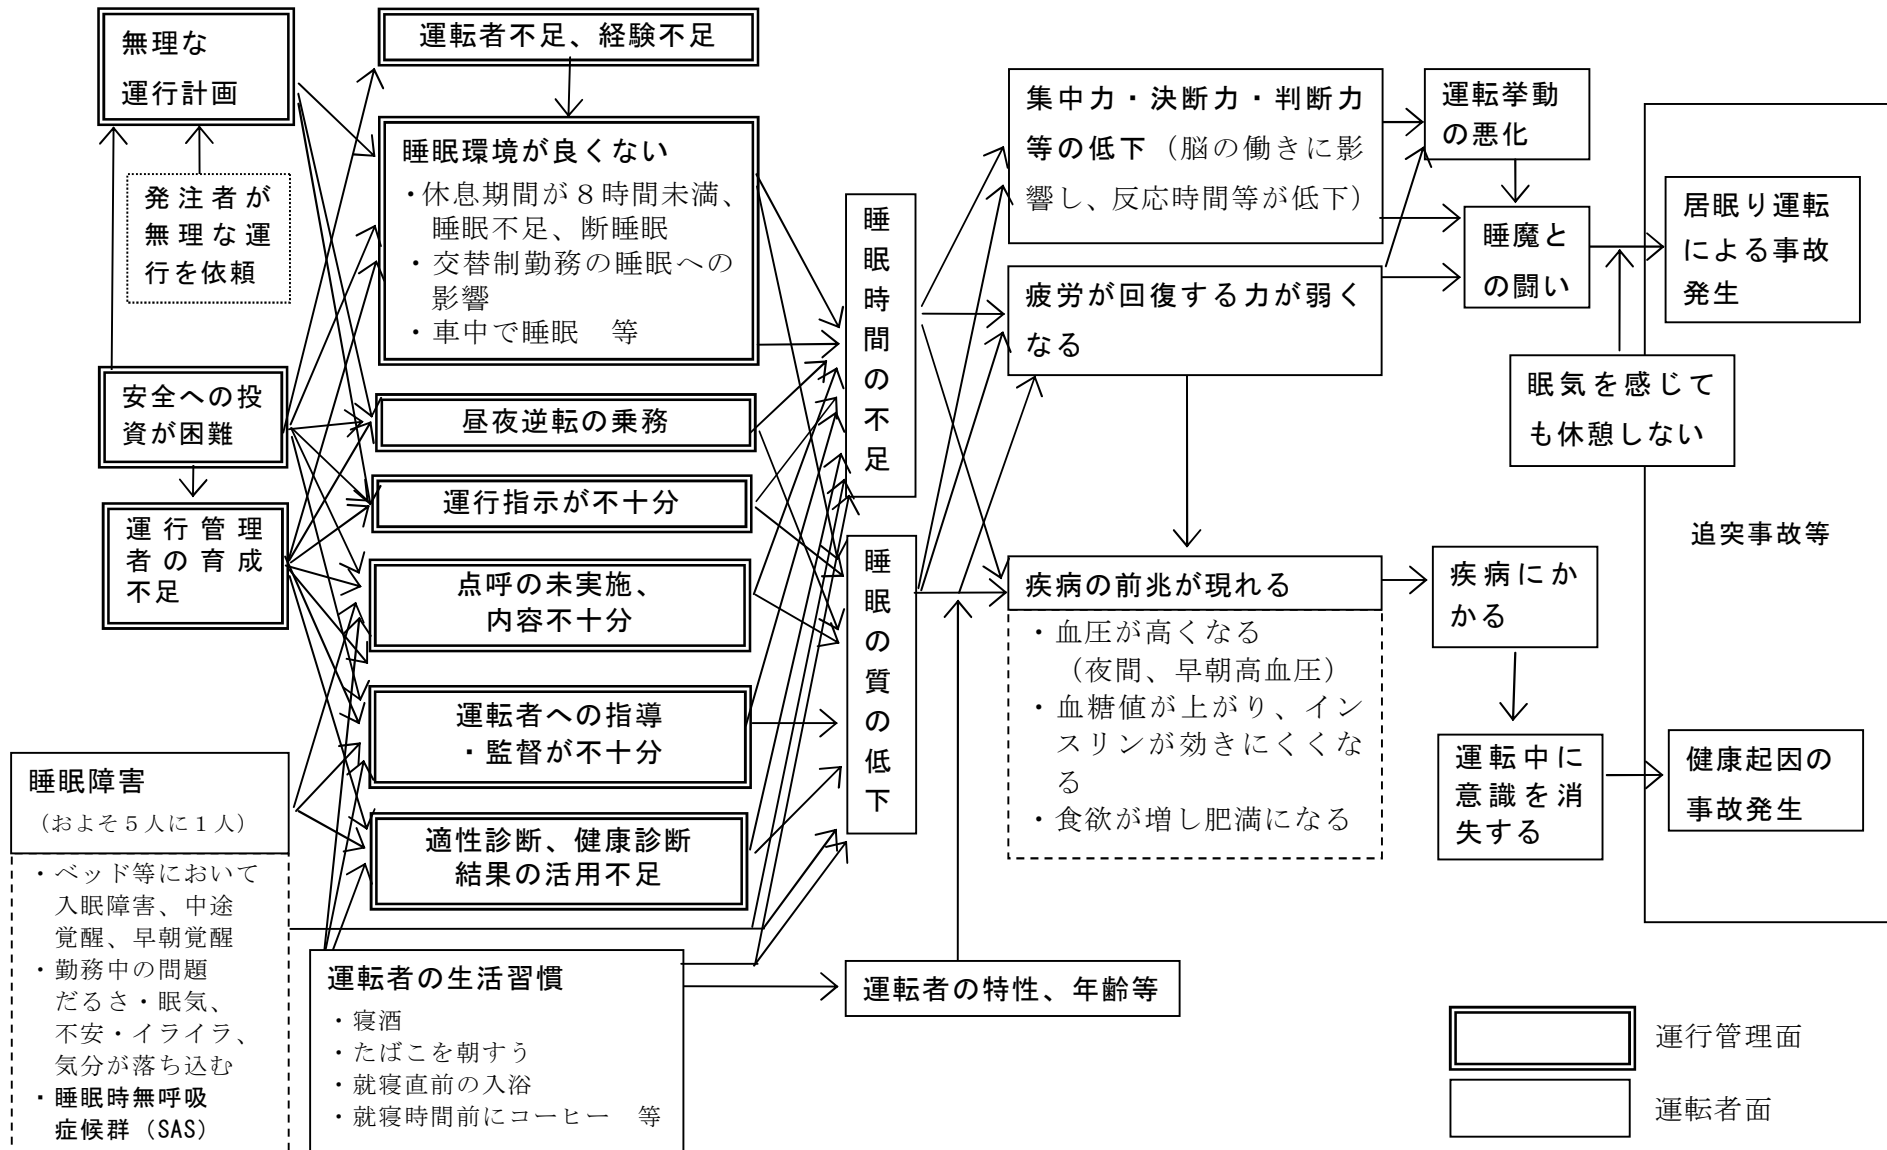 無理な
運行計画
発注者が
無理な運
行を依頼
安全への投
資が困難
運行管理
者の育成
不足
睡眠障害
（およそ５人に１人）
・ベッド等において
入眠障害、中途
覚醒、早朝覚醒
・勤務中の問題
だるさ・眠気、
不安・イライラ、
気分が落ち込む
・睡眠時無呼吸
症候群（SAS）
運転者不足、経験不足
睡眠環境が良くない
・休息期間が８時間未満、
睡眠不足、断睡眠
・交替制勤務の睡眠への
影響
・車中で睡眠　等
昼夜逆転の乗務
運行指示が不十分
点呼の未実施、
内容不十分
運転者への指導
・監督が不十分
適性診断、健康診断
結果の活用不足
運転者の生活習慣
・寝酒
・たばこを朝すう
・就寝直前の入浴
・就寝時間前にコーヒー　等
睡眠時間の不足
睡眠の質の低下
運転者の特性、年齢等
集中力・決断力・判断力
等の低下（脳の働きに影
響し、反応時間等が低下）
疲労が回復する力が弱く
なる
疾病の前兆が現れる
・血圧が高くなる
（夜間、早朝高血圧）
・血糖値が上がり、イン
スリンが効きにくくな
る
・食欲が増し肥満になる
運転挙動
の悪化
睡魔と
の闘い
眠気を感じて
も休憩しない
疾病にか
かる
運転中に
意識を消
失する
居眠り運転
による事故
発生
追突事故等
健康起因の
事故発生
運行管理面
運転者面